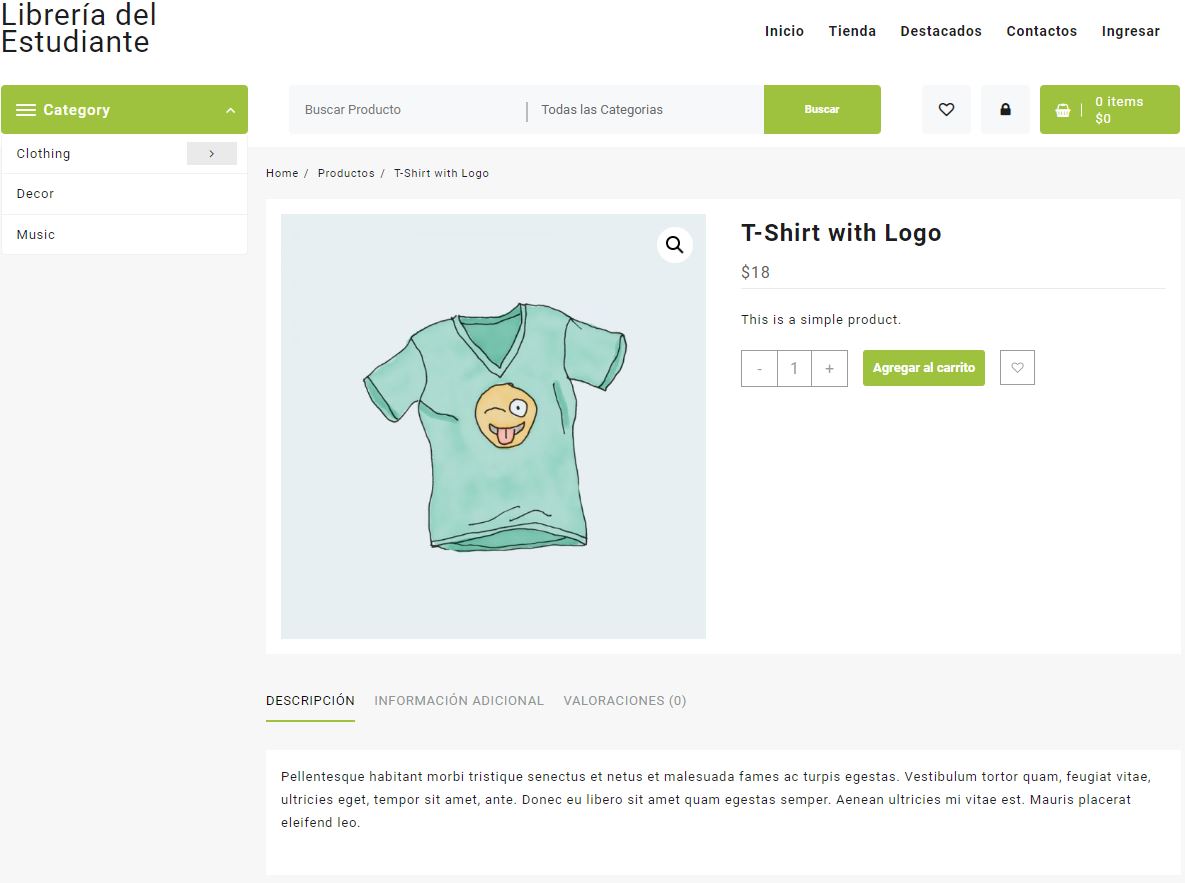 Librería del
Estudiante
Inicio Tienda Destacados Contactos Ingresar
Category
Buscar Producto
Todas las Categorias
Buscar
0 items
$0
Clothing
Decor
Music
Home / Productos / T-Shirt with Logo
T-Shirt with Logo
$18
This is a simple product.
- 1 +
Agregar al carrito
DESCRIPCIÓN INFORMACIÓN ADICIONAL VALORACIONES (0)
Pellentesque habitant morbi tristique senectus et netus et malesuada fames ac turpis egestas. Vestibulum tortor quam, feugiat vitae,
ultricies eget, tempor sit amet, ante. Donec eu libero sit amet quam egestas semper. Aenean ultricies mi vitae est. Mauris placerat
eleifend leo.